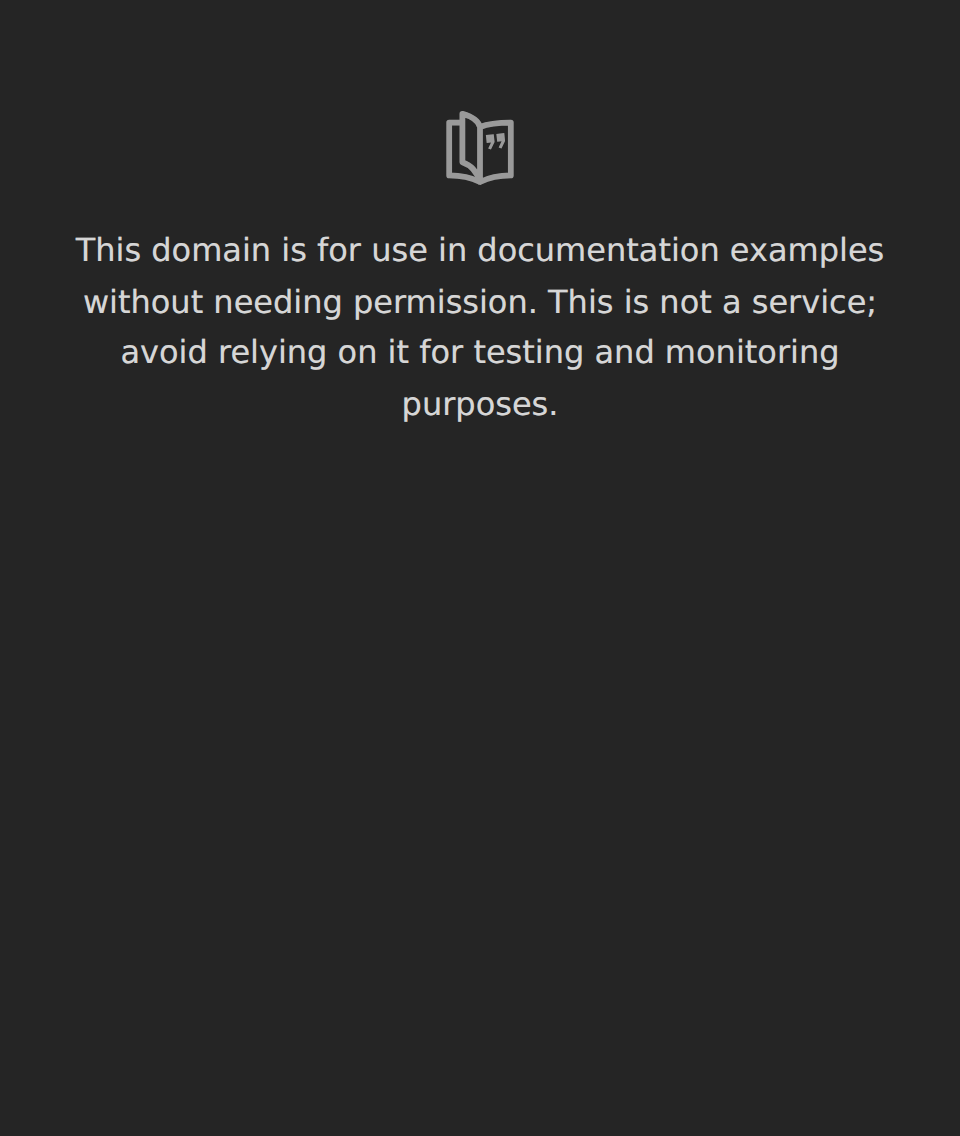 This domain is for use in documentation examples
without needing permission. This is not a service;
avoid relying on it for testing and monitoring
purposes.